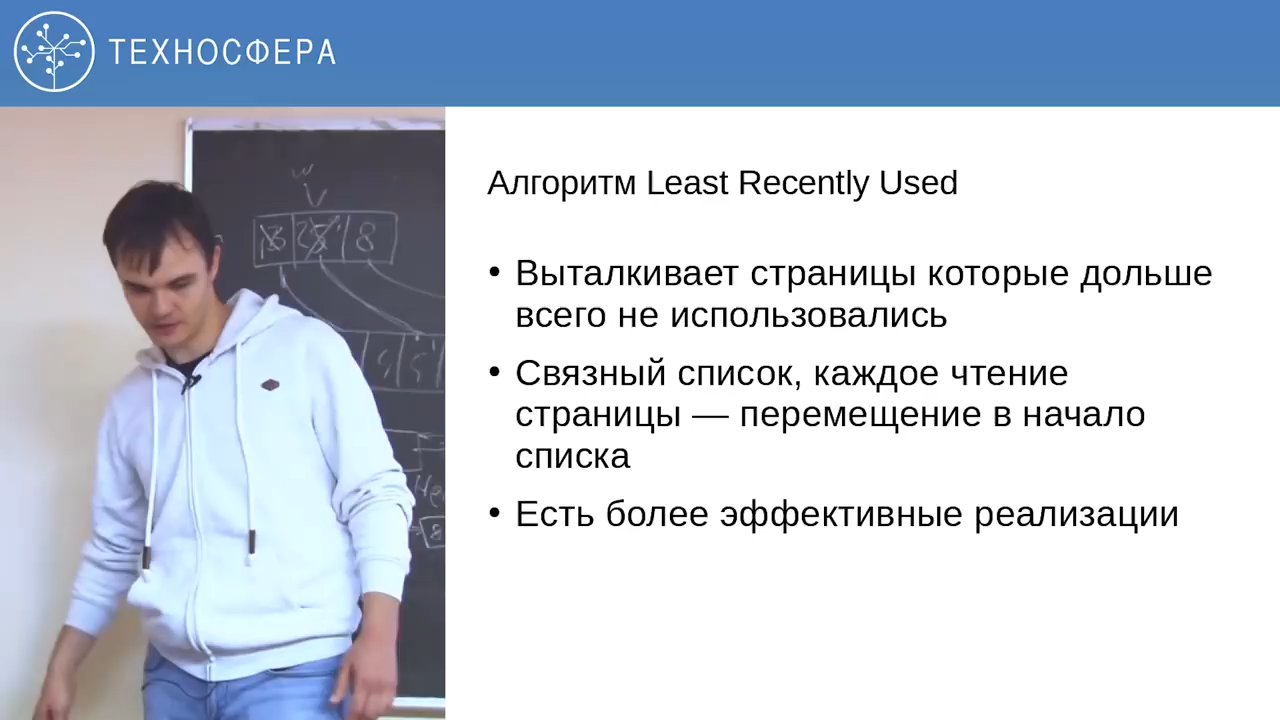 ТЕХНОСФЕРА
Алгоритм Least Recently Used
• Выталкивает страницы которые дольше
всего не использовались
• Связный список, каждое чтение
страницы — перемещение в начало
списка
• Есть более эффективные реализации
8